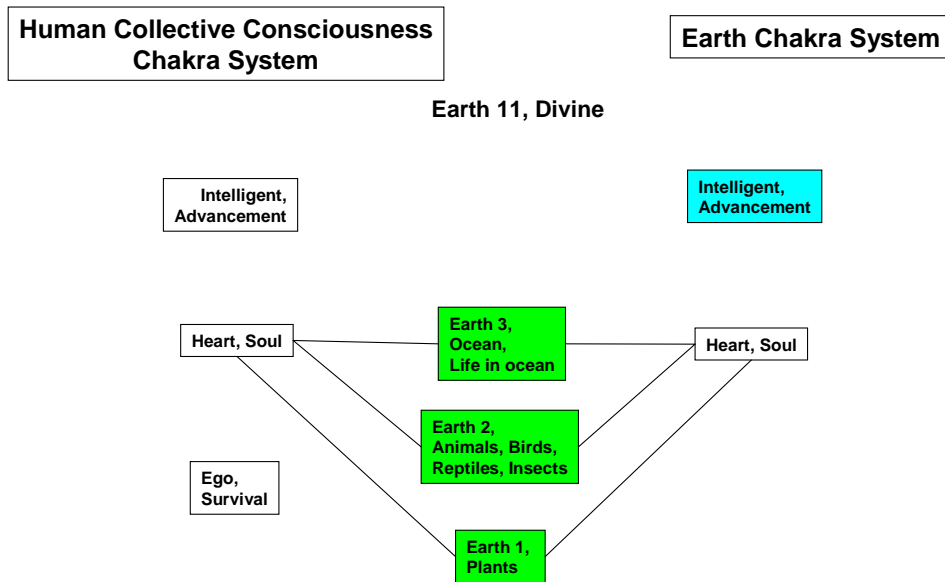 Human Collective Consciousness
Chakra System
Earth Chakra System
Earth 11, Divine
Intelligent,
Advancement
Intelligent,
Advancement
Heart, Soul
Earth 3,
Ocean,
Life in ocean
Heart, Soul
Earth 2,
Animals, Birds,
Reptiles, Insects
Ego,
Survival
Earth 1,
Plants